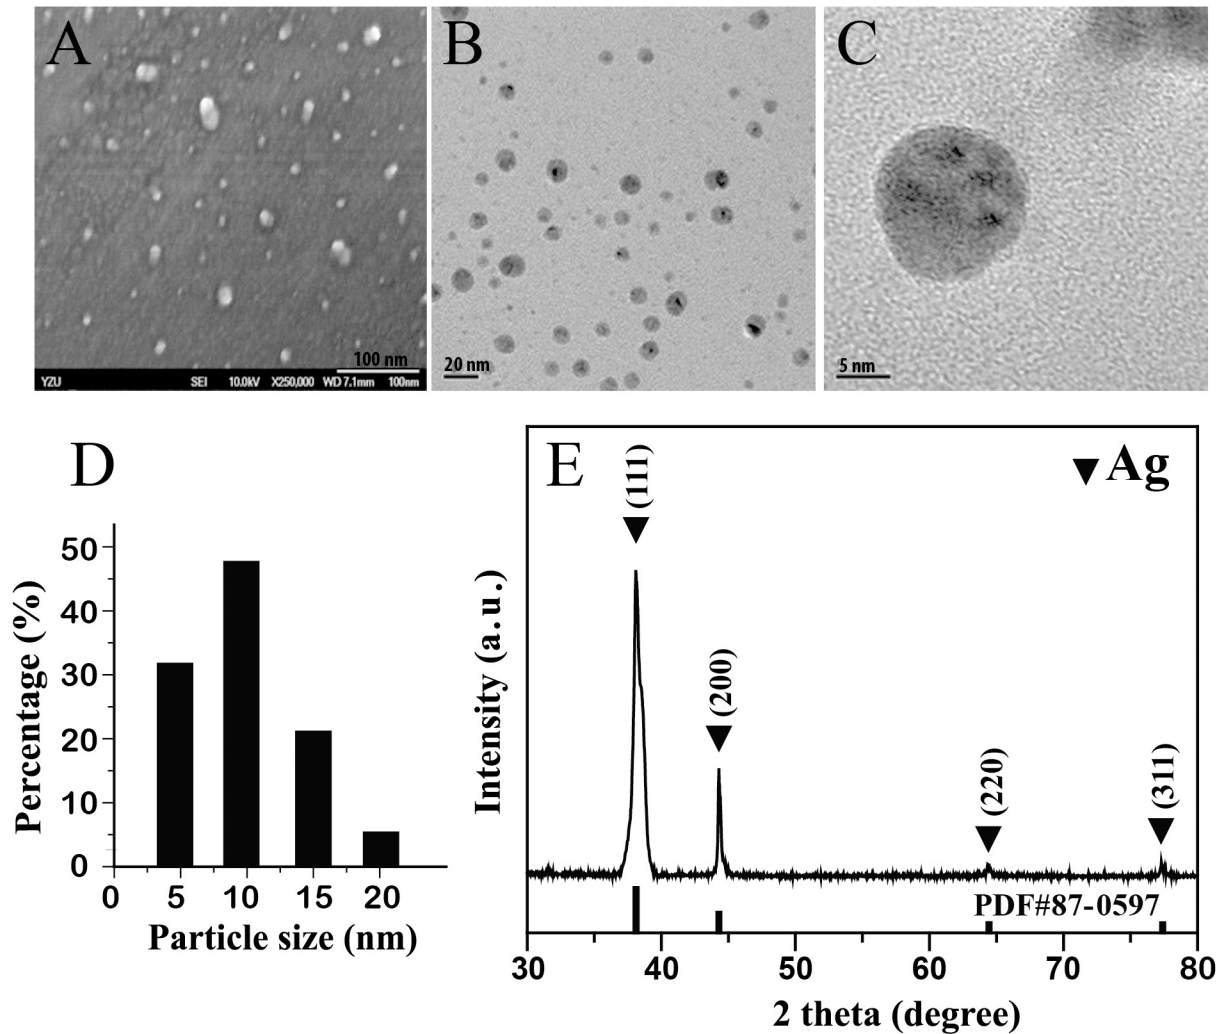 A
B
C
100 nm
YZU SEI 10.0kV X250,000 WD 7.1mm 100nm
20 nm
5 nm
D
Percentage (%)
50
40
30
20
10
0
0 5 10 15 20
Particle size (nm)
E
▼ Ag
(111)
(200)
(220)
(311)
Intensity (a.u.)
PDF#87-0597
30 40 50 60 70 80
2 theta (degree)